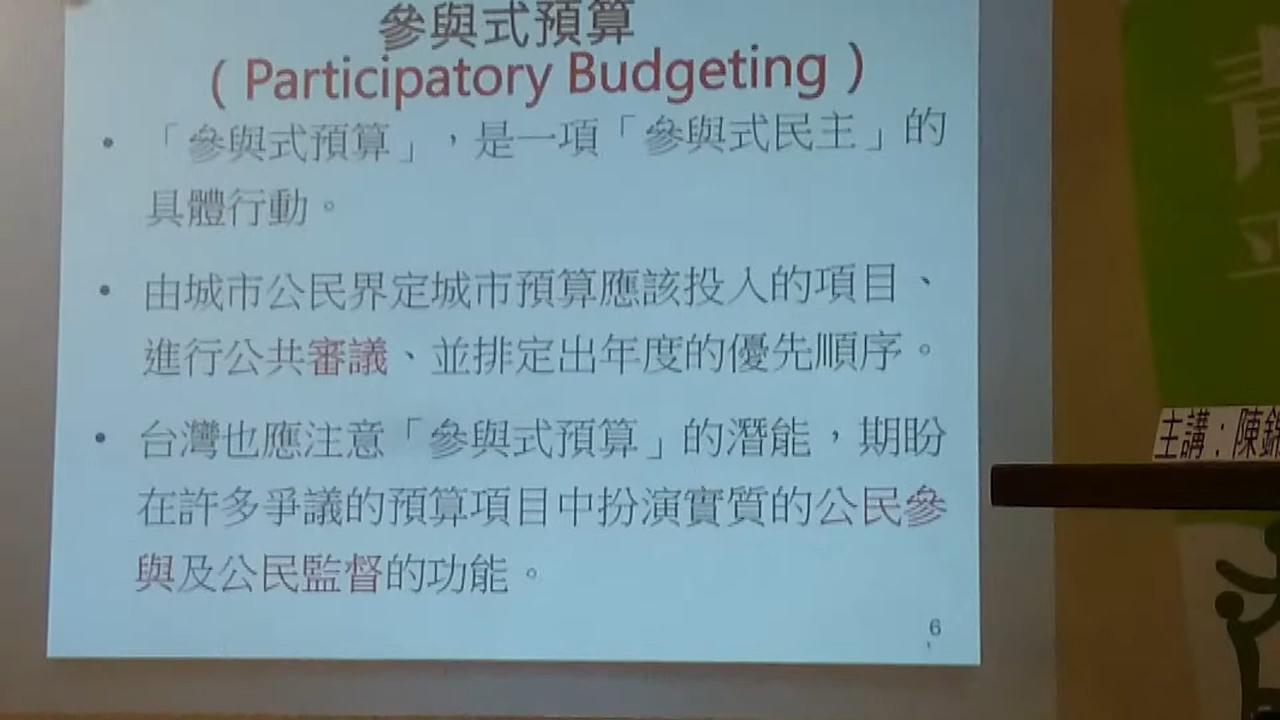 參與式預算
（Participatory Budgeting）
• 「參與式預算」，是一項「參與式民主」的
具體行動。
• 由城市公民界定城市預算應該投入的項目、
進行公共審議、並排定出年度的優先順序。
• 台灣也應注意「參與式預算」的潛能，期盼
在許多爭議的預算項目中扮演實質的公民參
與及公民監督的功能。
6
青
平
主講：陳錦